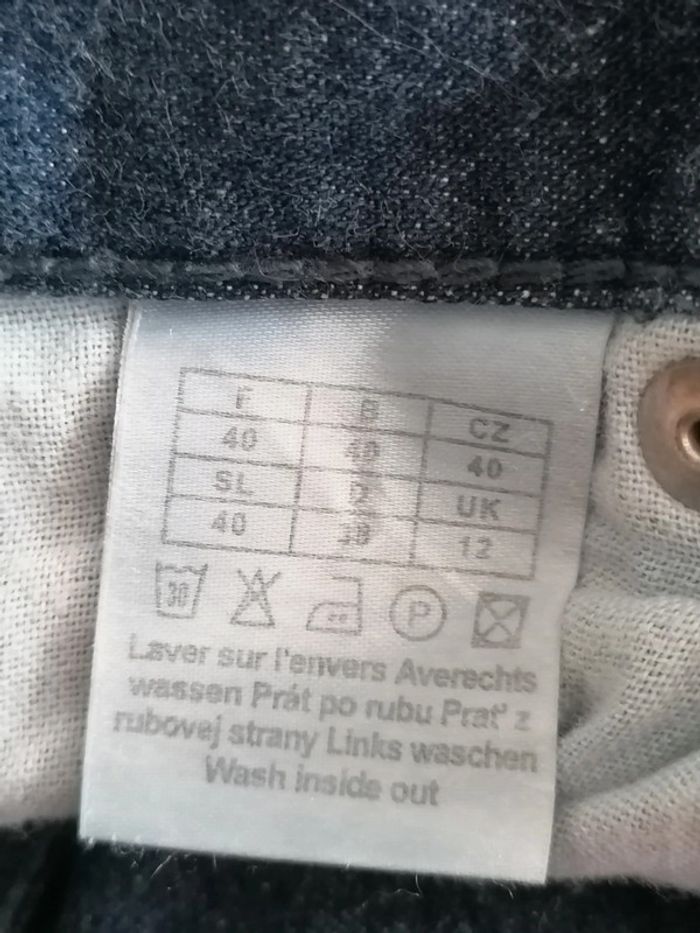 F CZ
40 40 40
SL UK
40 12
30 P
Laver sur l'envers Averechts
wassen Prát po rubu Prat' z
rubovej strany Links waschen
Wash inside out